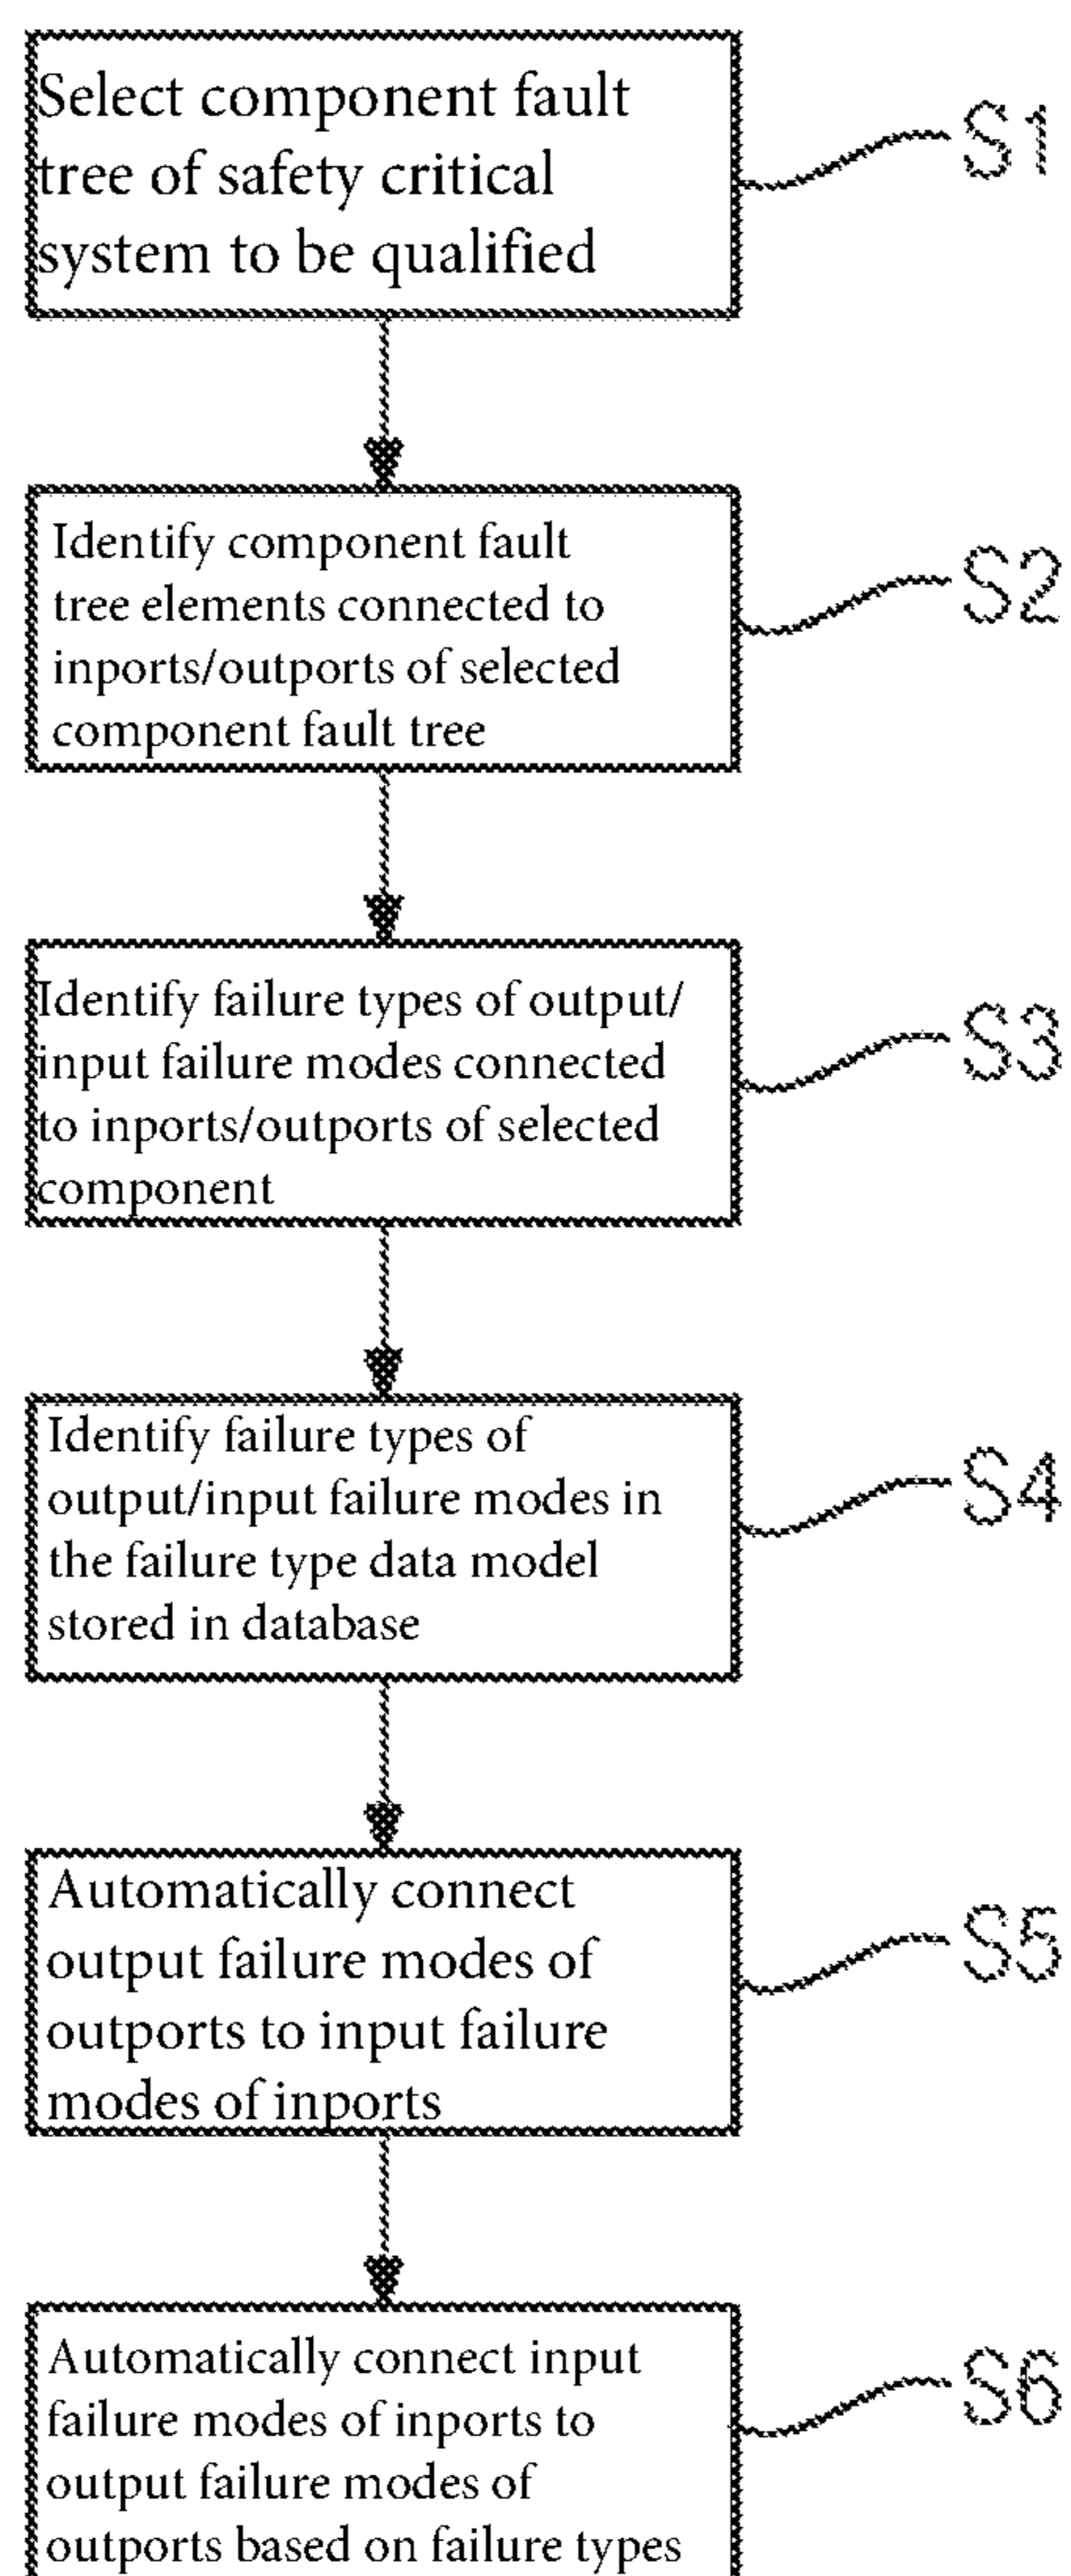 Select component fault
tree of safety critical
system to be qualified
S1
Identify component fault
tree elements connected to
inports/outports of selected
component fault tree
S2
Identify failure types of output/
input failure modes connected
to inports/outports of selected
component
S3
Identify failure types of
output/input failure modes in
the failure type data model
stored in database
S4
Automatically connect
output failure modes of
outports to input failure
modes of inports
S5
Automatically connect input
failure modes of inports to
output failure modes of
outports based on failure types
S6